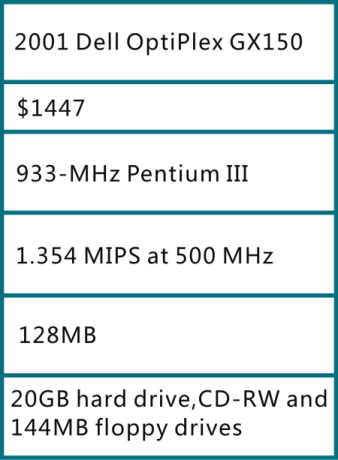 2001 Dell OptiPlex GX150
$1447
933-MHz Pentium III
1.354 MIPS at 500 MHz
128MB
20GB hard drive,CD-RW and
144MB floppy drives